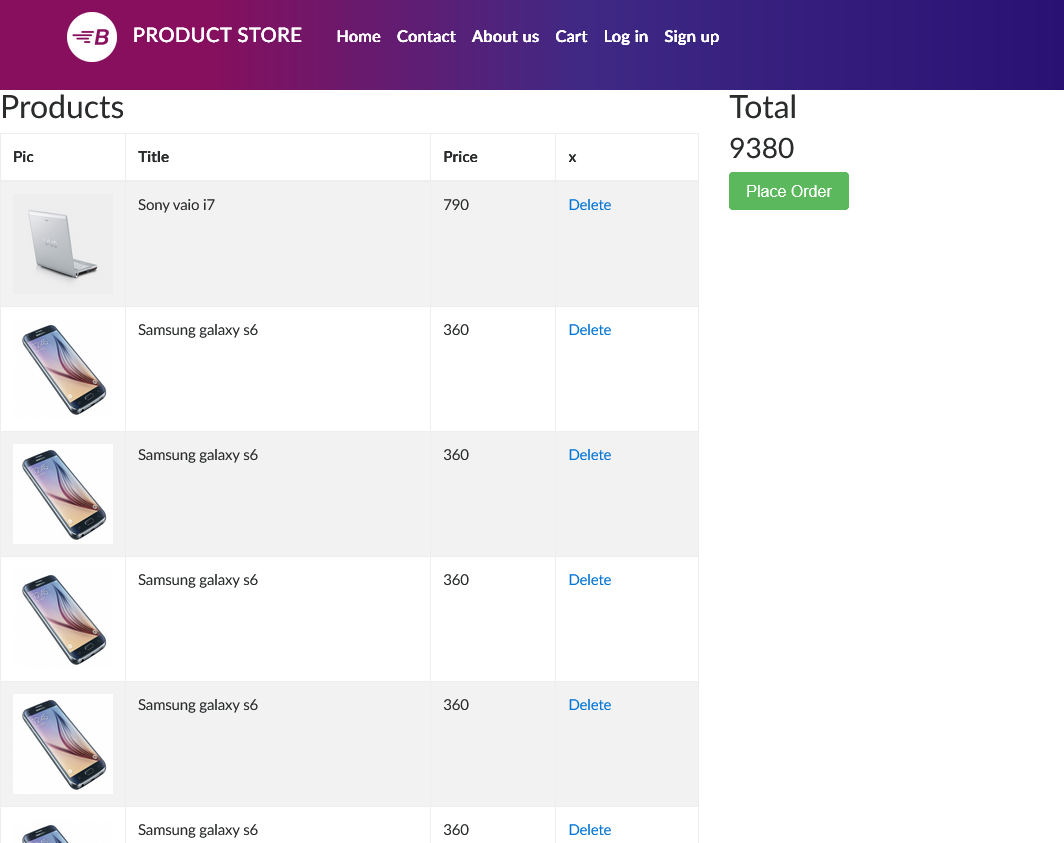 B PRODUCT STORE Home Contact About us Cart Log in Sign up
Products
Total
Pic Title Price x
9380
Place Order
Sony vaio i7 790 Delete
Samsung galaxy s6 360 Delete
Samsung galaxy s6 360 Delete
Samsung galaxy s6 360 Delete
Samsung galaxy s6 360 Delete
Samsung galaxy s6 360 Delete